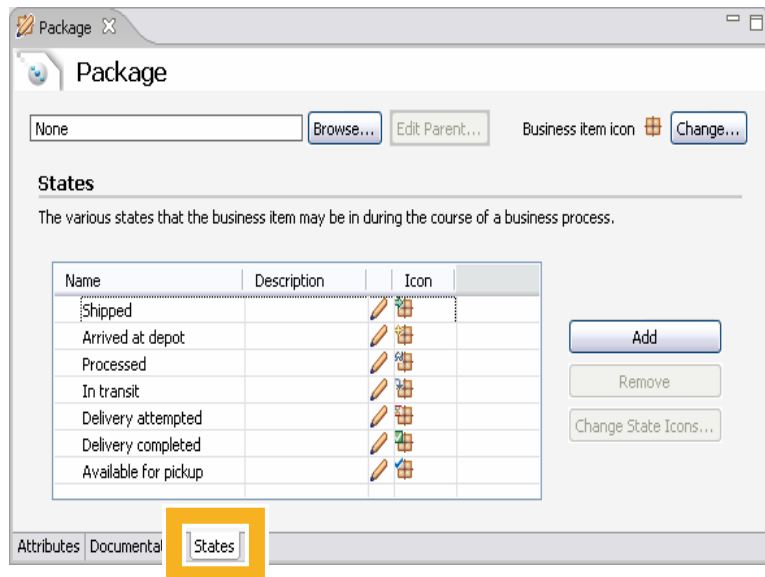 Package
Package
None Browse... Edit Parent... Business item icon Change...
States
The various states that the business item may be in during the course of a business process.
Name Description Icon
Shipped
Arrived at depot
Processed
In transit
Delivery attempted
Delivery completed
Available for pickup
Add
Remove
Change State Icons...
Attributes Documentat States